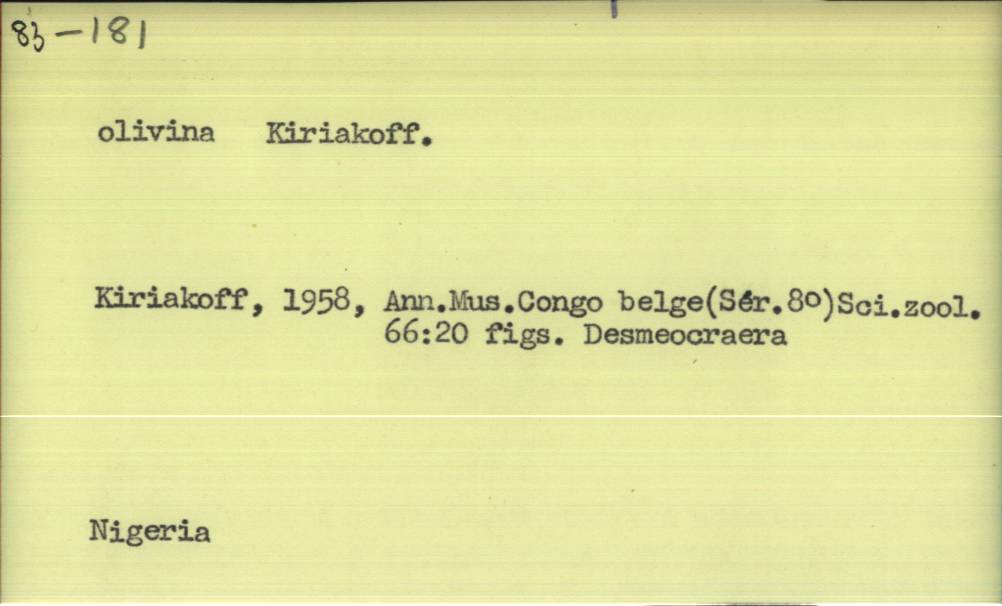 83-181
olivina Kiriakoff.
Kiriakoff, 1958, Ann.Mus.Congo belge(Sér.8o)Sci.zool.
66:20 figs. Desmeocraera
Nigeria